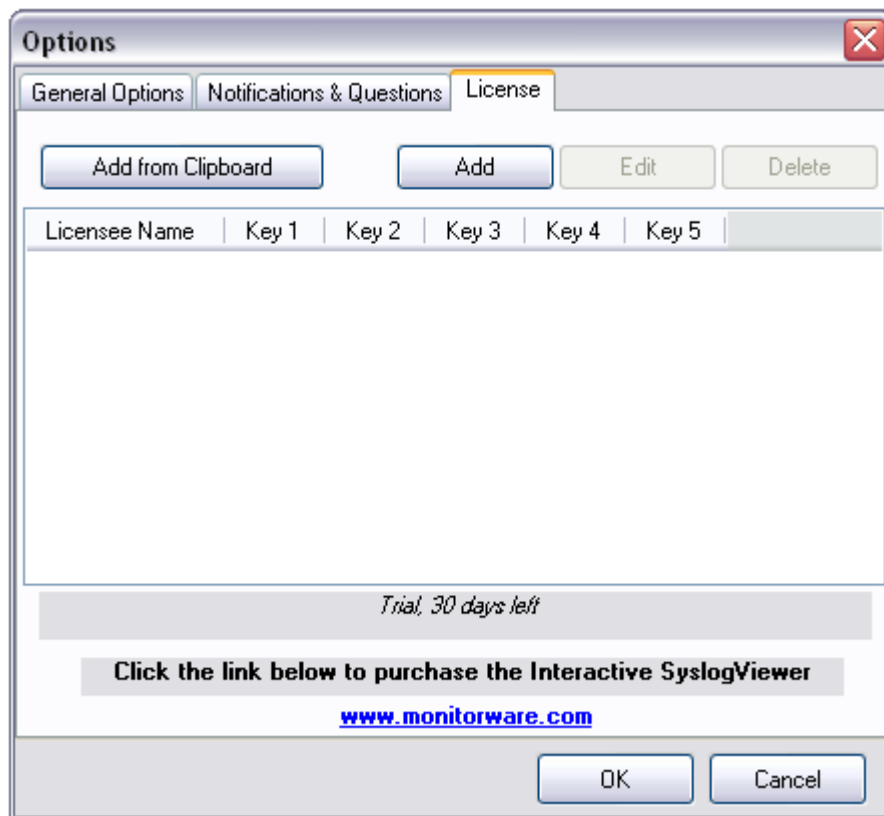 Options
General Options Notifications & Questions License
Add from Clipboard Add Edit Delete
Licensee Name Key 1 Key 2 Key 3 Key 4 Key 5
Trial, 30 days left
Click the link below to purchase the Interactive SyslogViewer
www.monitorware.com
OK Cancel